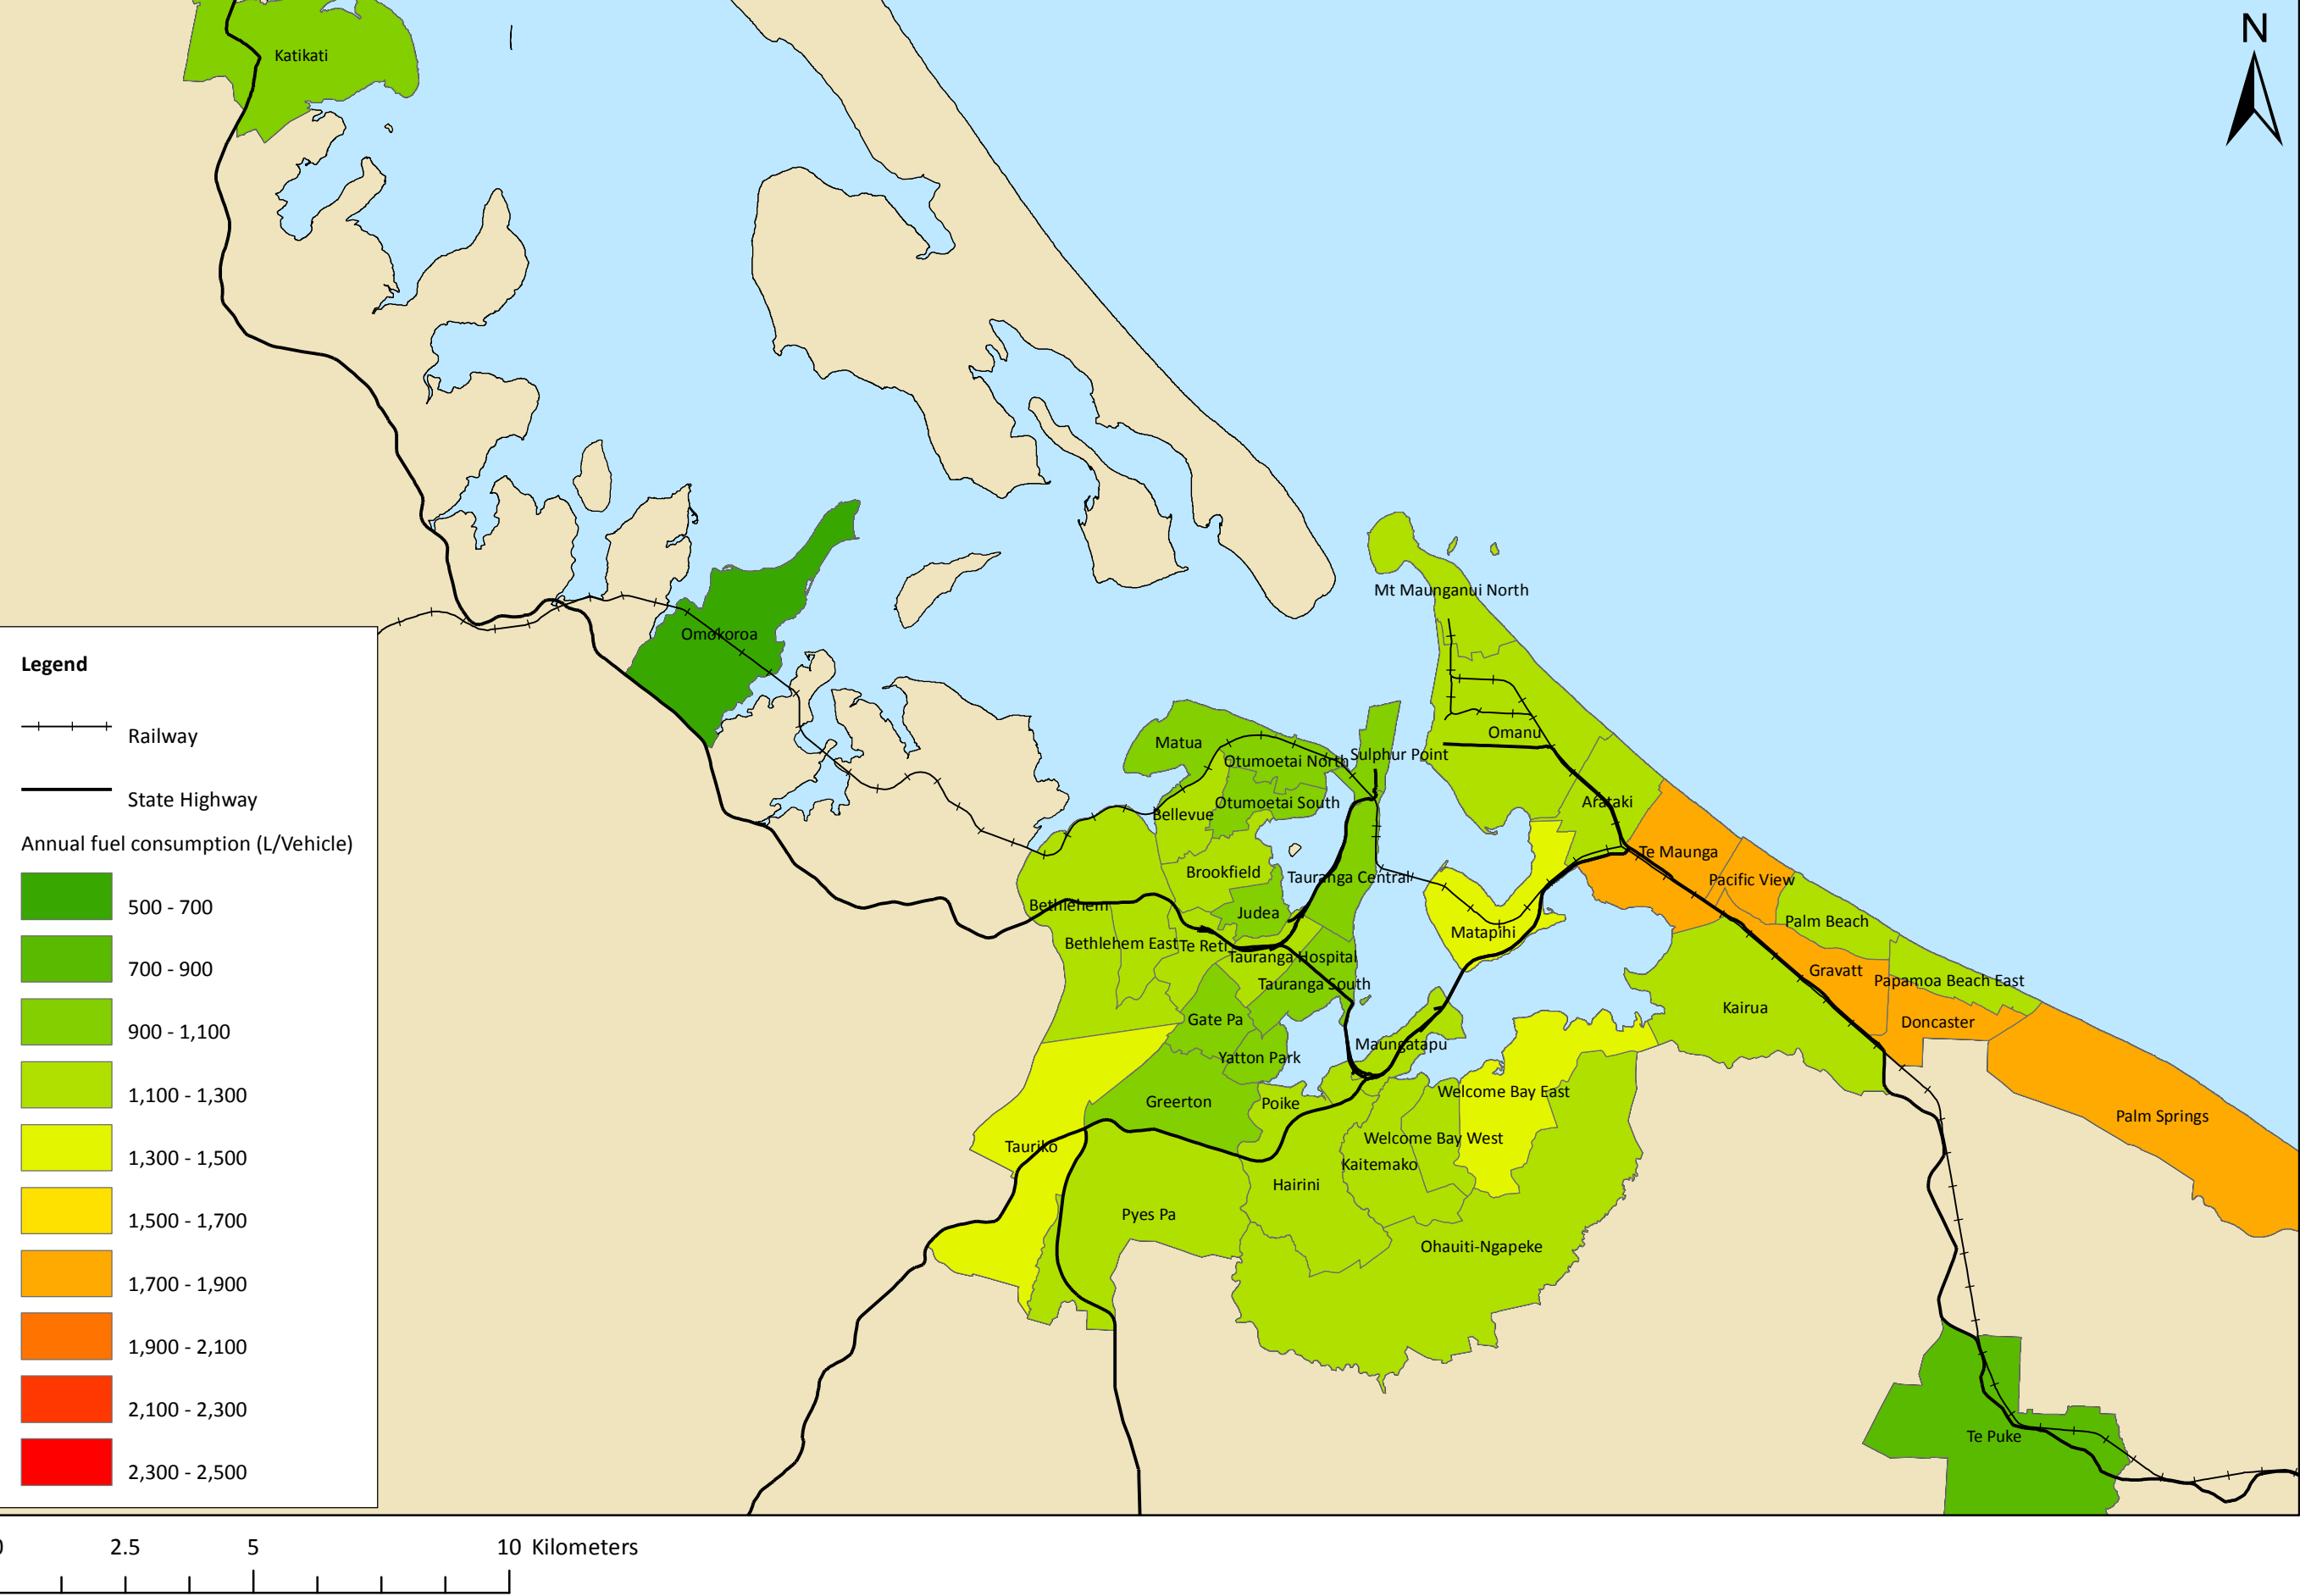 N
Katikati
Mt Maunganui North
Omokoroa
Omanu
Matua
Sulphur Point
Otumoetai North
Otumoetai South
Arataki
Bellevue
Te Maunga
Brookfield
Tauranga Central
Pacific View
Bethlehem
Judea
Palm Beach
Matapihi
Bethlehem East
Te Reti
Tauranga Hospital
Gravatt
Papamoa Beach East
Tauranga South
Kairua
Gate Pa
Doncaster
Maungatapu
Yatton Park
Welcome Bay East
Greerton
Poike
Palm Springs
Welcome Bay West
Tauriko
Kaitemako
Hairini
Pyes Pa
Ohauiti-Ngapeke
Te Puke
Legend
Railway
State Highway
Annual fuel consumption (L/Vehicle)
500 - 700
700 - 900
900 - 1,100
1,100 - 1,300
1,300 - 1,500
1,500 - 1,700
1,700 - 1,900
1,900 - 2,100
2,100 - 2,300
2,300 - 2,500
0 2.5 5 10 Kilometers